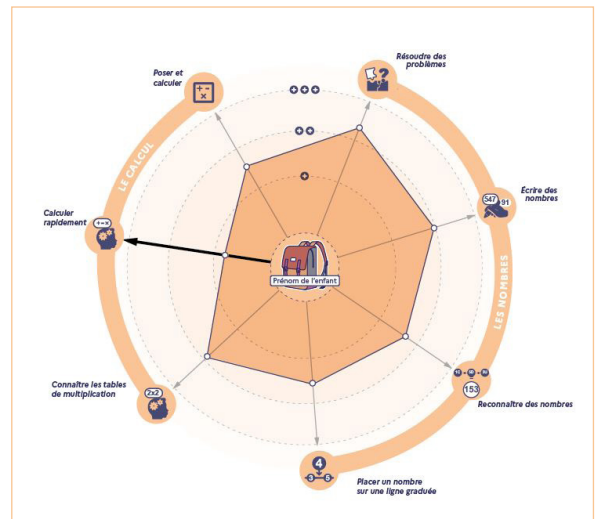 Résoudre des
problèmes
Poser et
calculer
+ - ×
?
+ + +
+ +
+
LE CALCUL
Calculer
rapidement
+-×
547
91
Écrire des
nombres
Prénom de l'enfant
LES NOMBRES
Connaître les tables
de multiplication
2x2
153
Reconnaître des nombres
4
3
5
Placer un nombre
sur une ligne graduée